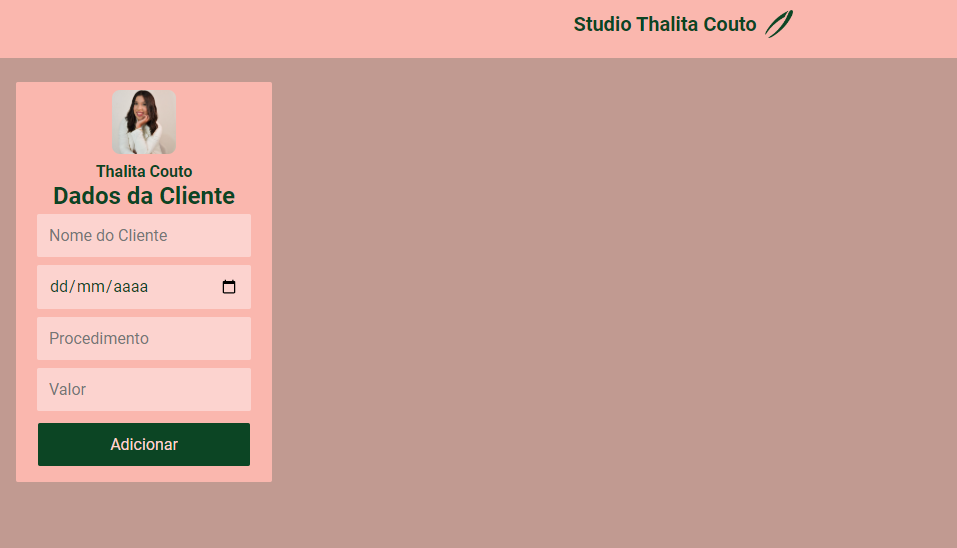 Studio Thalita Couto
Thalita Couto
Dados da Cliente
Nome do Cliente
dd/mm/aaaa
Procedimento
Valor
Adicionar